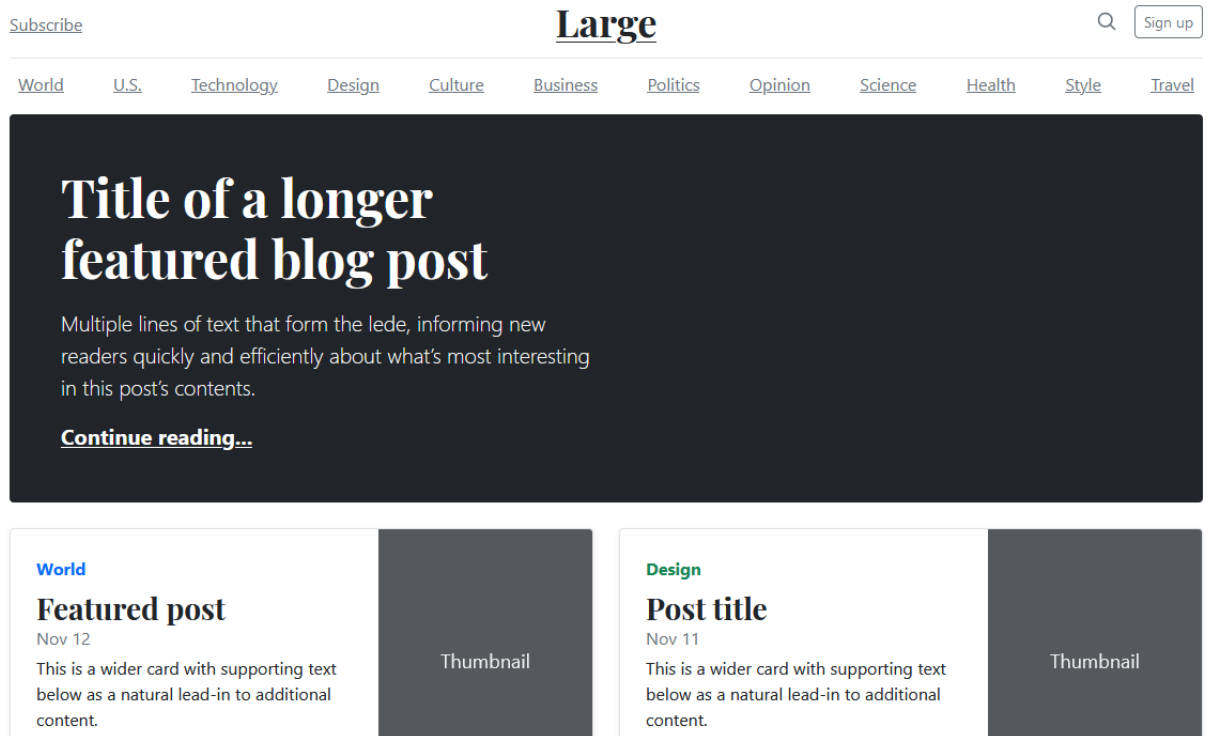 Subscribe
Large
Sign up
World U.S. Technology Design Culture Business Politics Opinion Science Health Style Travel
Title of a longer
featured blog post
Multiple lines of text that form the lede, informing new
readers quickly and efficiently about what’s most interesting
in this post’s contents.
Continue reading...
World
Featured post
Nov 12
This is a wider card with supporting text
below as a natural lead-in to additional
content.
Thumbnail
Design
Post title
Nov 11
This is a wider card with supporting text
below as a natural lead-in to additional
content.
Thumbnail